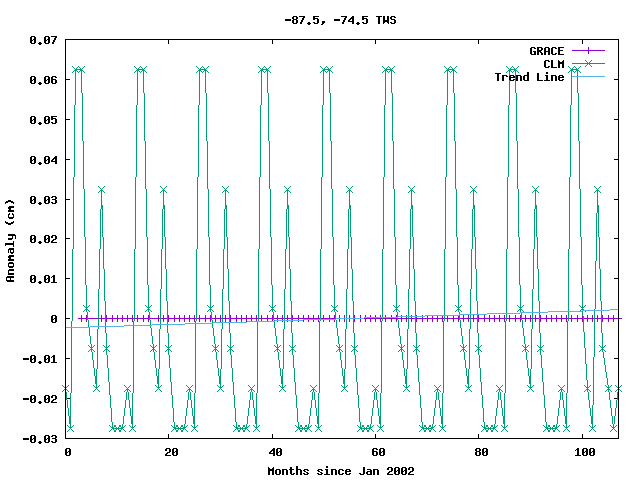 -87.5, -74.5 TWS
0.07
0.06
0.05
0.04
0.03
0.02
0.01
0
-0.01
-0.02
-0.03
Anomaly (cm)
GRACE
CLM
Trend Line
0 20 40 60 80 100
Months since Jan 2002